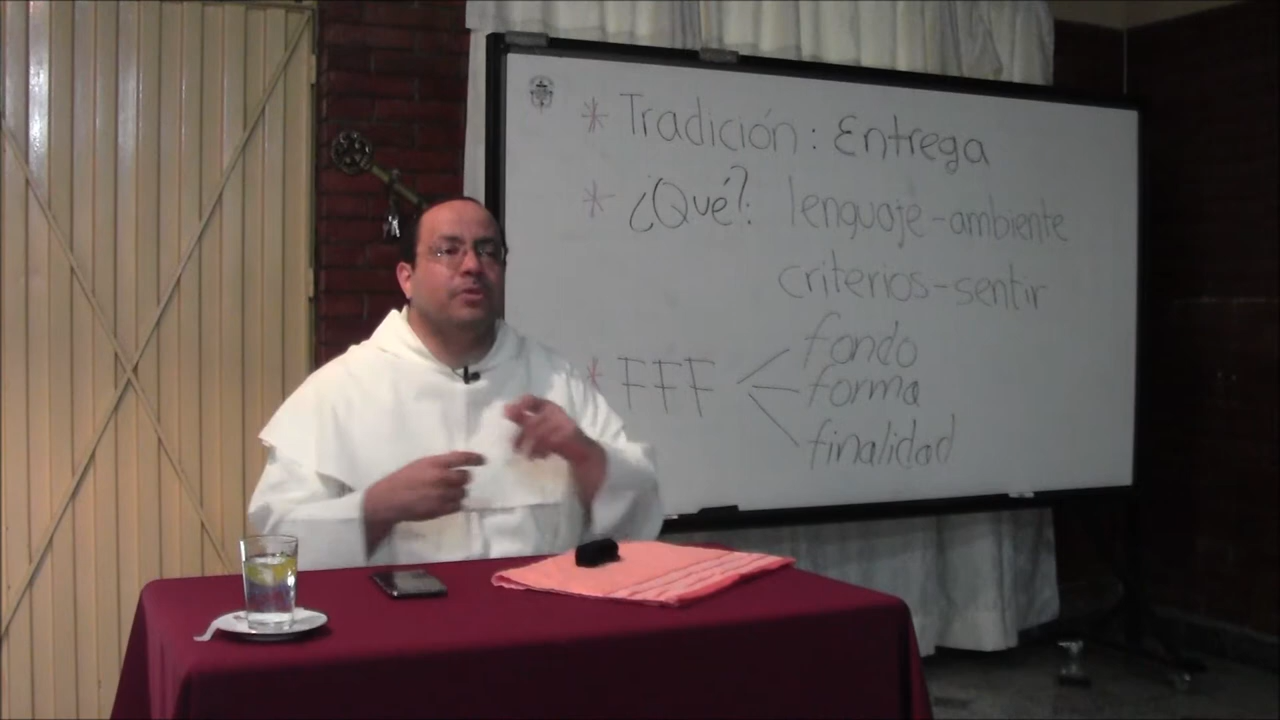 * Tradición: Entrega
* ¿Qué?: lenguaje-ambiente
criterios-sentir
* FFF
fondo
forma
finalidad